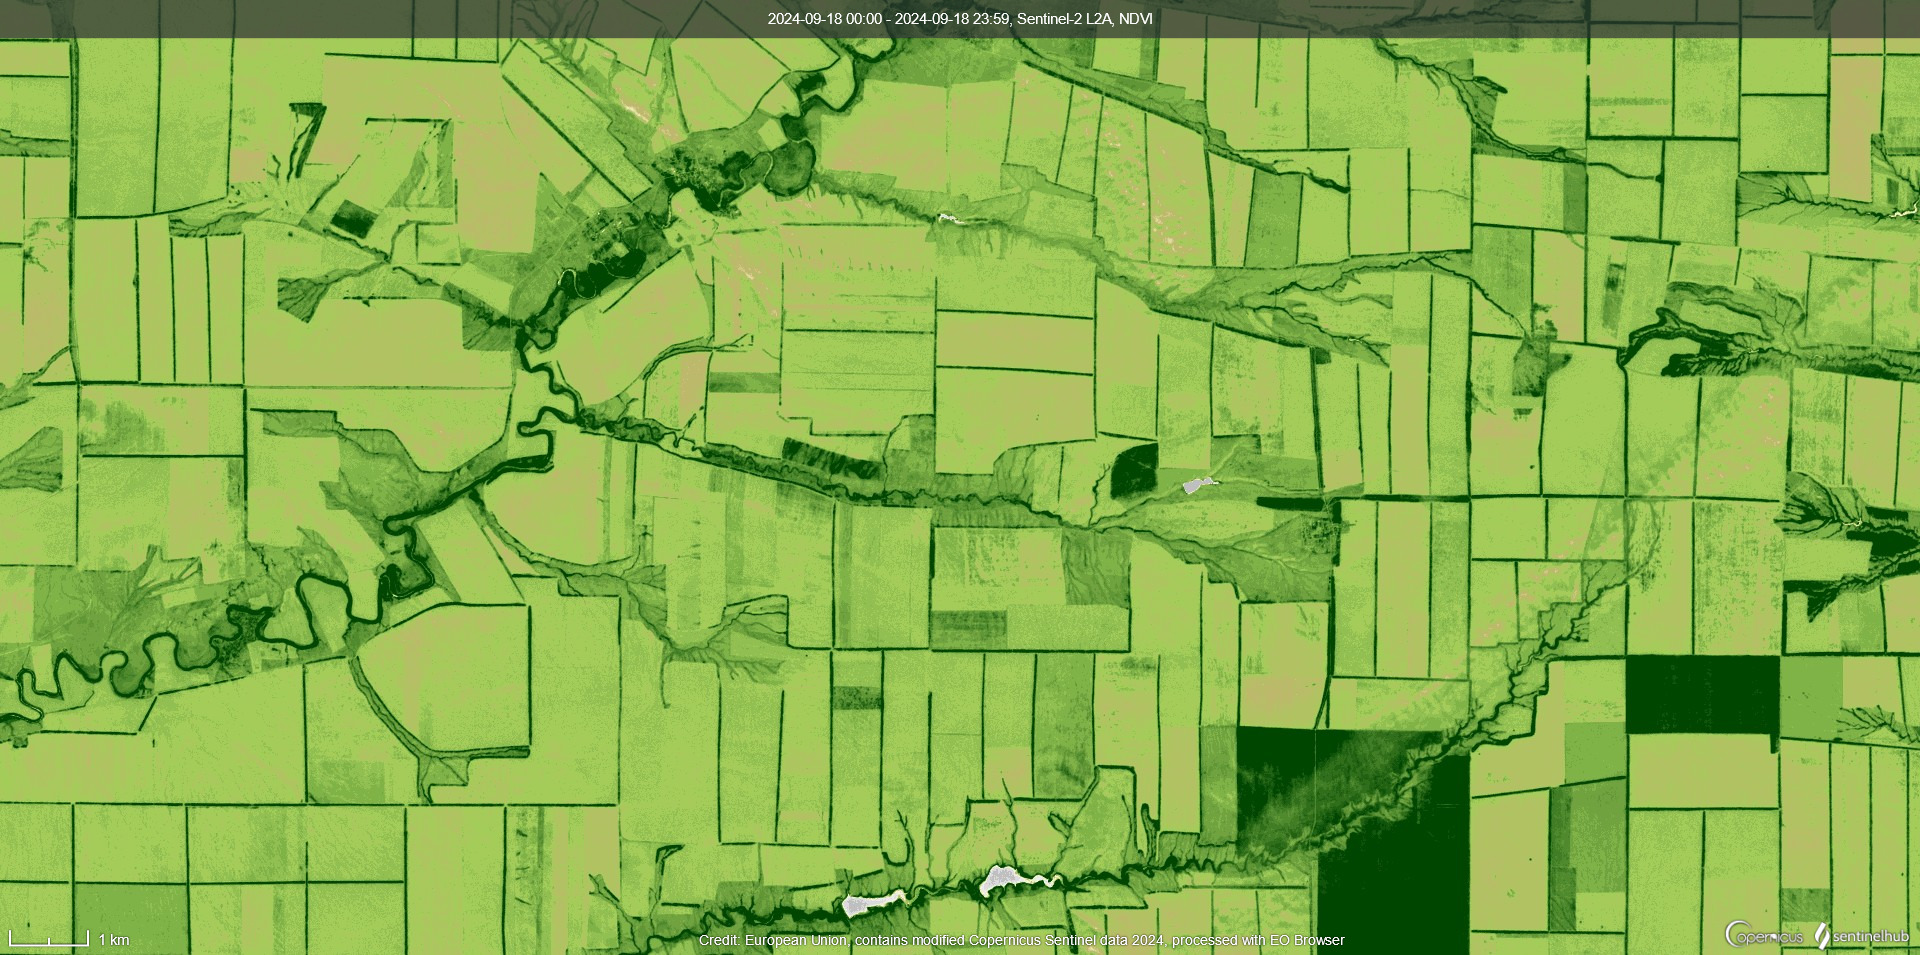 2024-09-18 00:00 - 2024-09-18 23:59, Sentinel-2 L2A, NDVI
1 km
Credit: European Union, contains modified Copernicus Sentinel data 2024, processed with EO Browser
Copernicus
sentinelhub